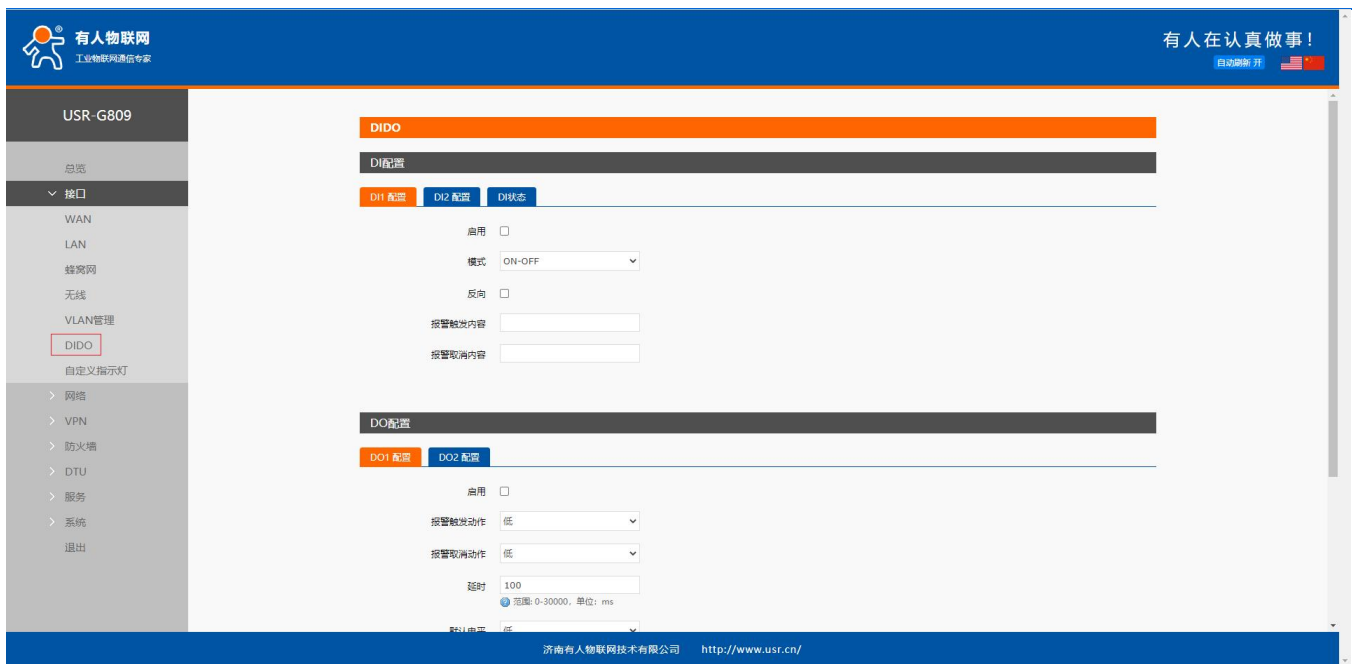 有人物联网
工业物联网通信专家
有人在认真做事！
自动刷新 开
USR-G809
总览
接口
WAN
LAN
蜂窝网
无线
VLAN管理
DIDO
自定义指示灯
网络
VPN
防火墙
DTU
服务
系统
退出
DIDO
DI配置
DI1 配置 DI2 配置 DI状态
启用
模式 ON-OFF
反向
报警触发内容
报警取消内容
DO配置
DO1 配置 DO2 配置
启用
报警触发动作 低
报警取消动作 低
延时 100
范围: 0-30000，单位：ms
默认电平 低
济南有人物联网技术有限公司 http://www.usr.cn/